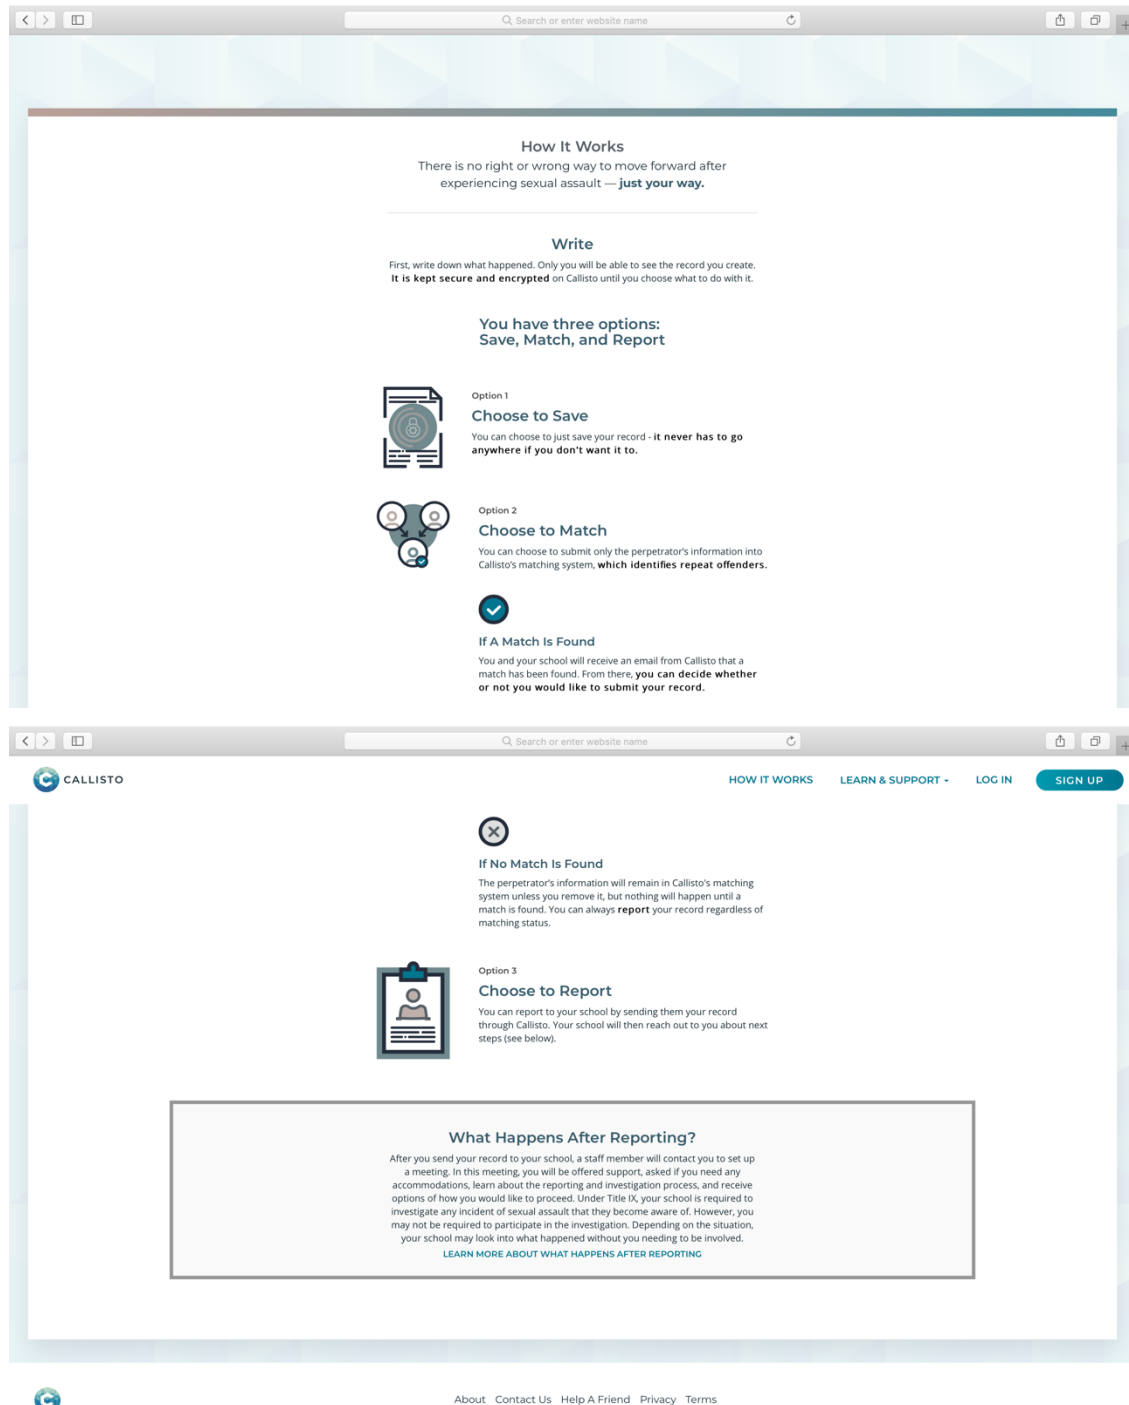 Search or enter website name
How It Works
There is no right or wrong way to move forward after
experiencing sexual assault — just your way.
Write
First, write down what happened. Only you will be able to see the record you create.
It is kept secure and encrypted on Callisto until you choose what to do with it.
You have three options:
Save, Match, and Report
Option 1
Choose to Save
You can choose to just save your record - it never has to go
anywhere if you don't want it to.
Option 2
Choose to Match
You can choose to submit only the perpetrator's information into
Callisto's matching system, which identifies repeat offenders.
If A Match Is Found
You and your school will receive an email from Callisto that a
match has been found. From there, you can decide whether
or not you would like to submit your record.
Search or enter website name
CALLISTO
HOW IT WORKS LEARN & SUPPORT LOG IN SIGN UP
If No Match Is Found
The perpetrator's information will remain in Callisto's matching
system unless you remove it, but nothing will happen until a
match is found. You can always report your record regardless of
matching status.
Option 3
Choose to Report
You can report to your school by sending them your record
through Callisto. Your school will then reach out to you about next
steps (see below).
What Happens After Reporting?
After you send your record to your school, a staff member will contact you to set up
a meeting. In this meeting, you will be offered support, asked if you need any
accommodations, learn about the reporting and investigation process, and receive
options of how you would like to proceed. Under Title IX, your school is required to
investigate any incident of sexual assault that they become aware of. However, you
may not be required to participate in the investigation. Depending on the situation,
your school may look into what happened without you needing to be involved.
LEARN MORE ABOUT WHAT HAPPENS AFTER REPORTING
About Contact Us Help A Friend Privacy Terms